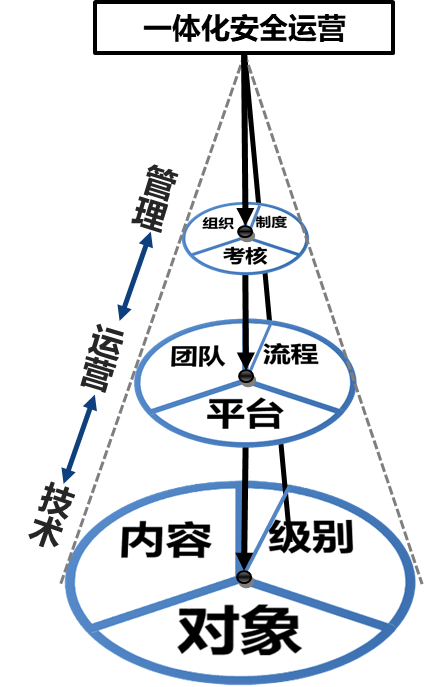 一体化安全运营
管理
组织 制度
考核
运营
团队 流程
平台
技术
内容 级别
对象